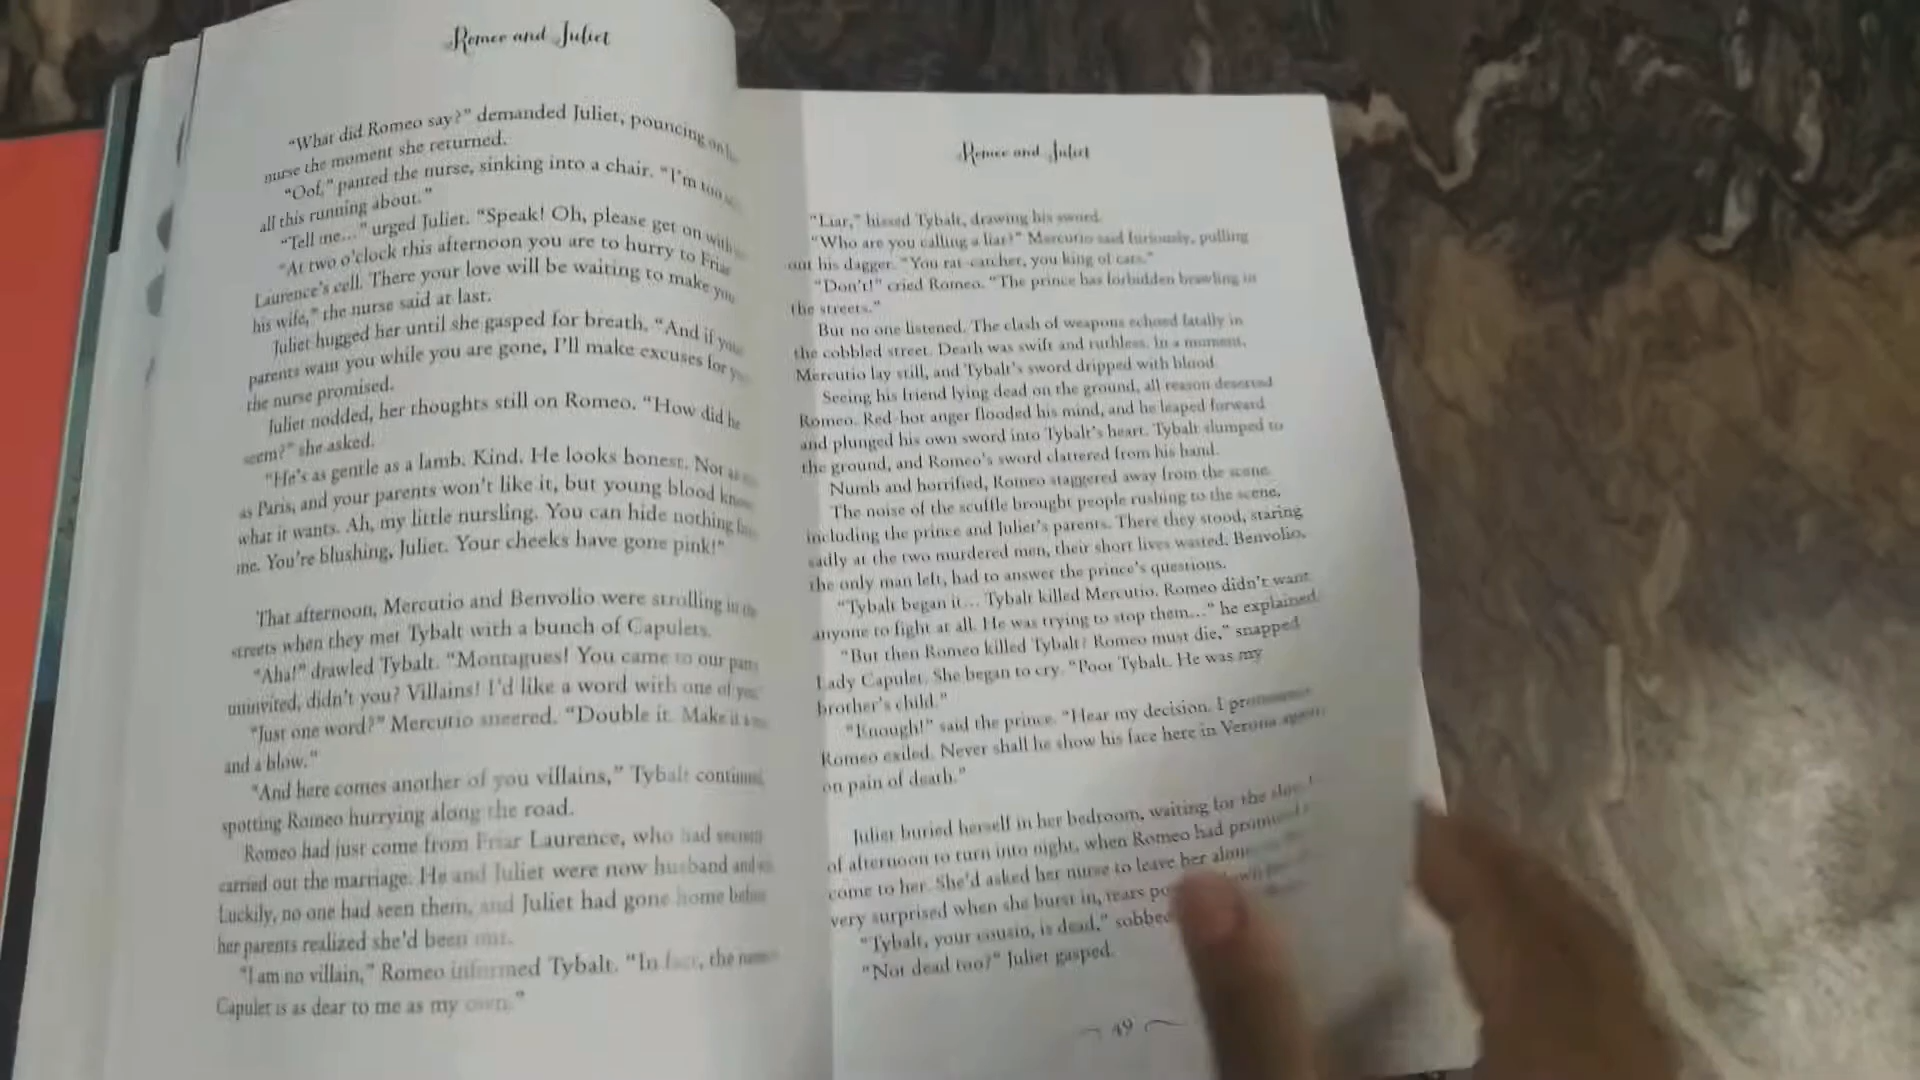 Romeo and Juliet
“What did Romeo say?” demanded Juliet, pouncing on
nurse the moment she returned.
“Oof,” panted the nurse, sinking into a chair. “I’m too
all this running about.”
“Tell me...” urged Juliet. “Speak! Oh, please get on with
“At two o’clock this afternoon you are to hurry to Friar
Laurence’s cell. There your love will be waiting to make you
his wife,” the nurse said at last.
Juliet hugged her until she gasped for breath. “And if your
parents want you while you are gone, I’ll make excuses for
the nurse promised.
Juliet nodded, her thoughts still on Romeo. “How did he
seem?” she asked.
“He’s as gentle as a lamb. Kind. He looks honest. Not
as Paris, and your parents won’t like it, but young blood knows
what it wants. Ah, my little nursling. You can hide nothing
me. You’re blushing, Juliet. Your cheeks have gone pink!”
That afternoon, Mercutio and Benvolio were strolling in the
streets when they met Tybalt with a bunch of Capulets.
“Aha!” drawled Tybalt. “Montagues! You came to our party
uninvited, didn’t you? Villains! I’d like a word with one of you.
“Just one word?” Mercutio sneered. “Double it. Make it a
and a blow.”
“And here comes another of you villains,” Tybalt continued,
spotting Romeo hurrying along the road.
Romeo had just come from Friar Laurence, who had
carried out the marriage. He and Juliet were now husband and
Luckily, no one had seen them, and Juliet had gone home before
her parents realized she’d been out.
“I am no villain,” Romeo informed Tybalt. “In fact, the name
Capulet is as dear to me as my own.”
Romeo and Juliet
“Liar,” hissed Tybalt, drawing his sword.
“Who are you calling a liar?” Mercutio said furiously, pulling
out his dagger. “You rat-catcher, you king of cats.”
“Don’t!” cried Romeo. “The prince has forbidden brawling in
the streets.”
But no one listened. The clash of weapons echoed fatally in
the cobbled street. Death was swift and ruthless. In a moment,
Mercutio lay still, and Tybalt’s sword dripped with blood.
Seeing his friend lying dead on the ground, all reason deserted
Romeo. Red-hot anger flooded his mind, and he leaped forward
and plunged his own sword into Tybalt’s heart. Tybalt slumped to
the ground, and Romeo’s sword clattered from his hand.
Numb and horrified, Romeo staggered away from the scene.
The noise of the scuffle brought people rushing to the scene,
including the prince and Juliet’s parents. There they stood, staring
sadly at the two murdered men, their short lives wasted. Benvolio,
the only man left, had to answer the prince’s questions.
“Tybalt began it... Tybalt killed Mercutio. Romeo didn’t want
anyone to fight at all. He was trying to stop them...” he explained.
“But then Romeo killed Tybalt? Romeo must die,” snapped
Lady Capulet. She began to cry. “Poor Tybalt. He was my
brother’s child.”
“Enough!” said the prince. “Hear my decision. I pronounce
Romeo exiled. Never shall he show his face here in Verona again,
on pain of death.”
Juliet buried herself in her bedroom, waiting for the
of afternoon to turn into night, when Romeo had promised
come to her. She’d asked her nurse to leave her alone
very surprised when she burst in, tears
“Tybalt, your cousin, is dead,” sobbed
“Not dead too?” Juliet gasped.
49